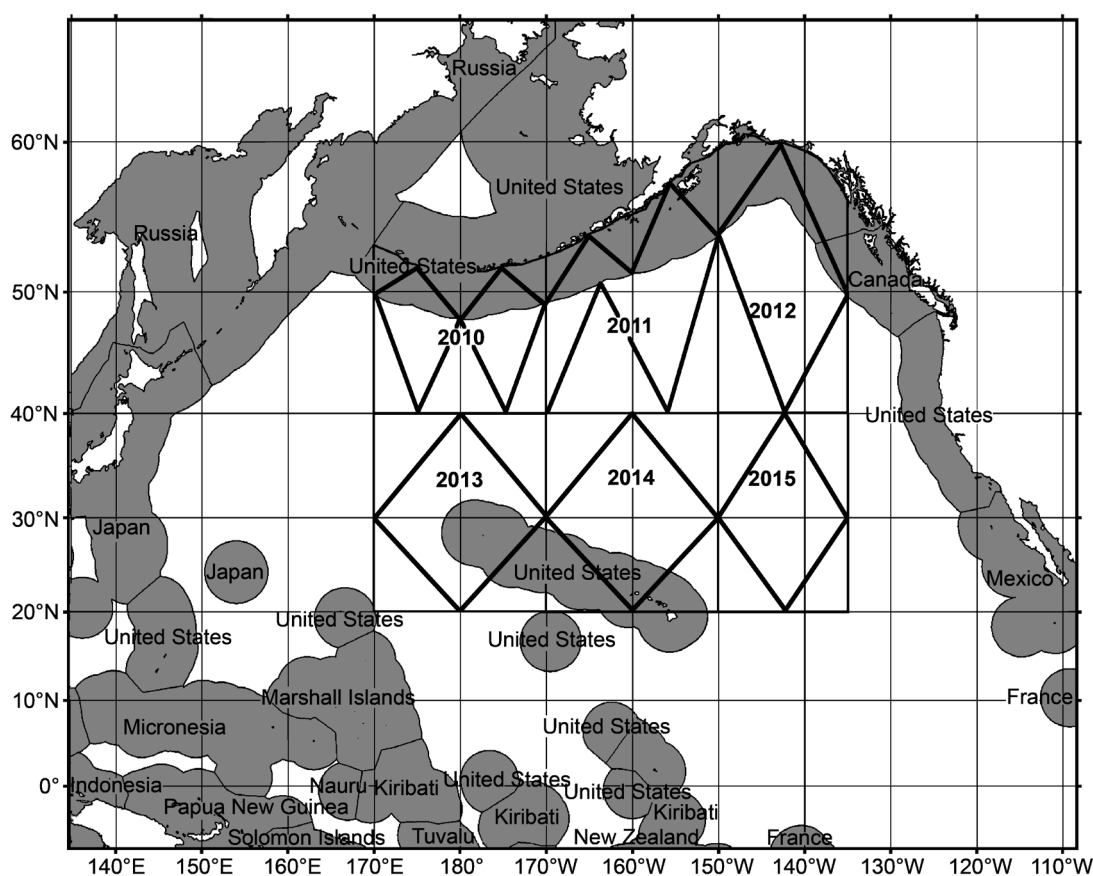 Russia
60°N
United States
Russia
United States
Canada
50°N
2012
2011
2010
40°N
United States
2013
2014
2015
30°N
Japan
Japan
United States
Mexico
United States
20°N
United States
United States
10°N
Marshall Islands
France
Micronesia
United States
0°
Indonesia
Nauru
Kiribati
United States
United States
Papua New Guinea
Kiribati
Kiribati
Solomon Islands
Tuvalu
New Zealand
France
140°E 150°E 160°E 170°E 180° 170°W 160°W 150°W 140°W 130°W 120°W 110°W